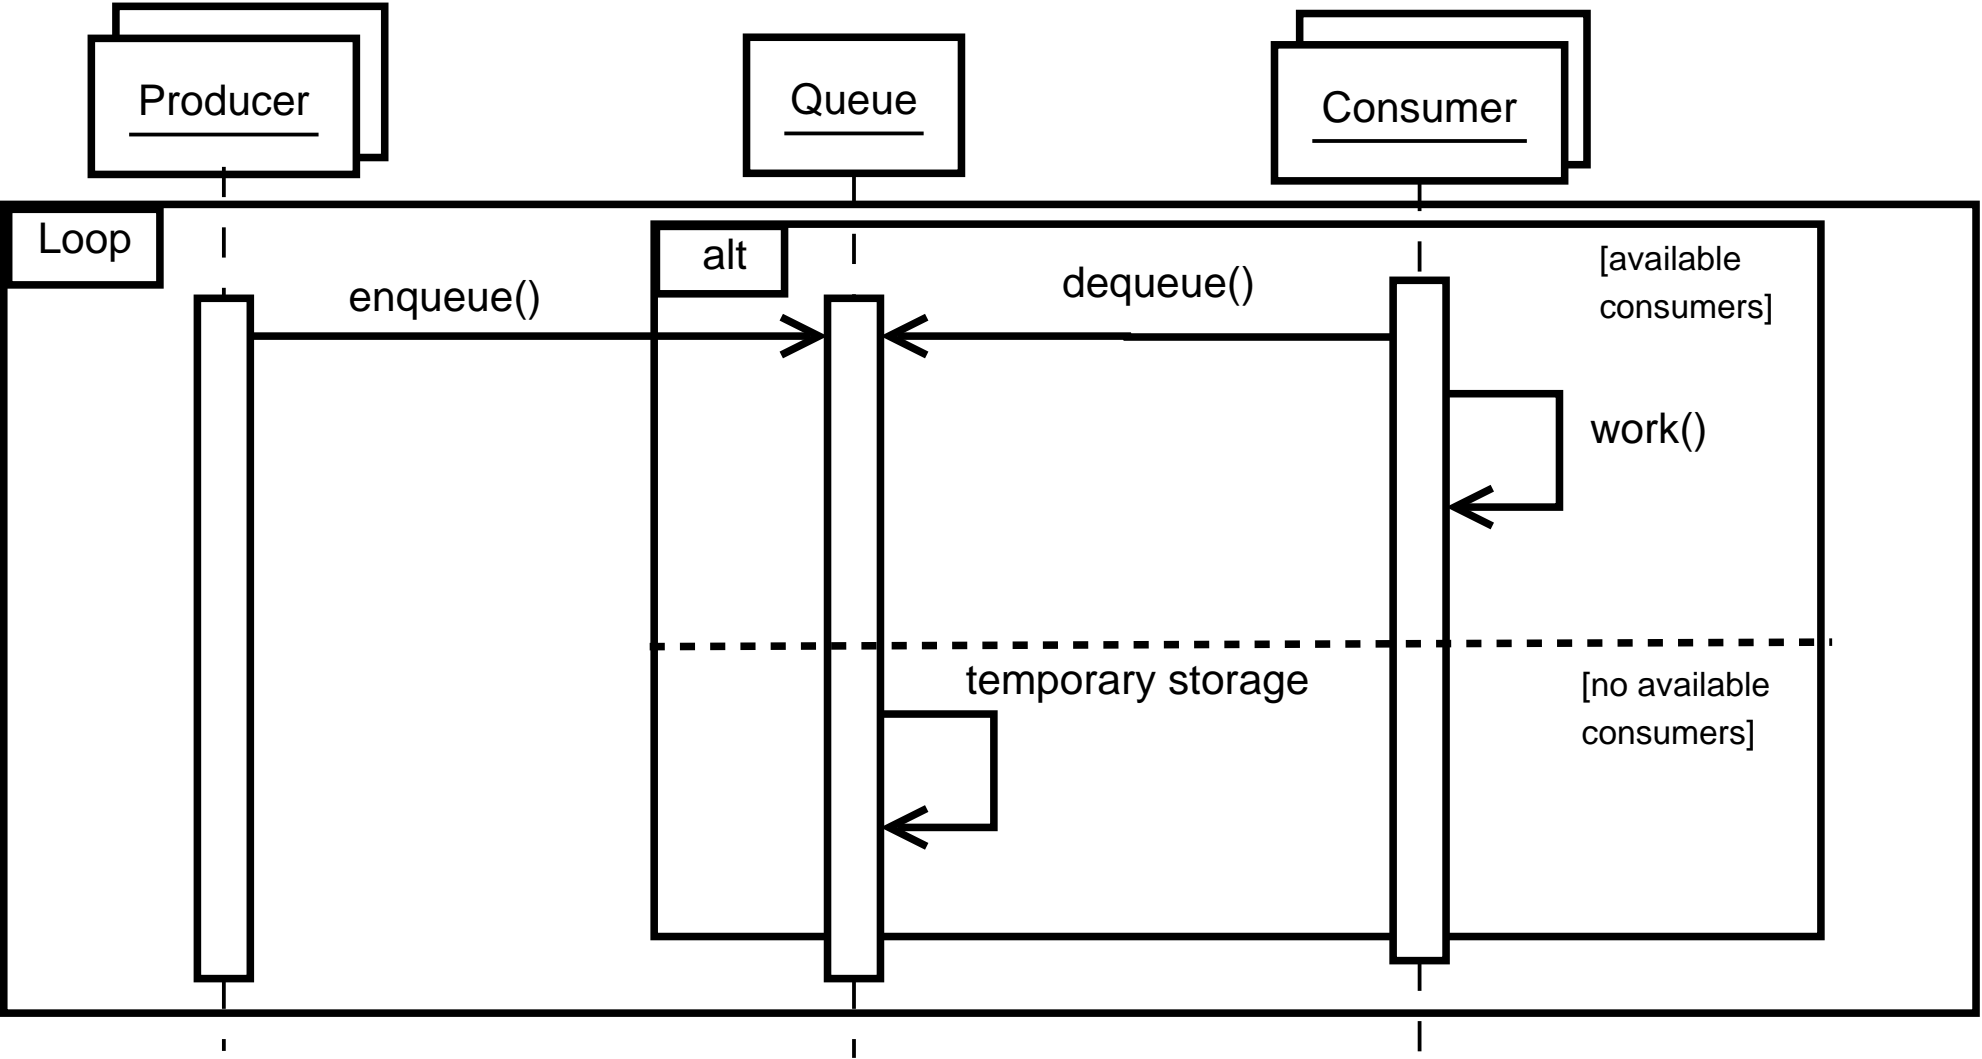 Producer
Queue
Consumer
Loop
alt
[available
consumers]
enqueue()
dequeue()
work()
temporary storage
[no available
consumers]